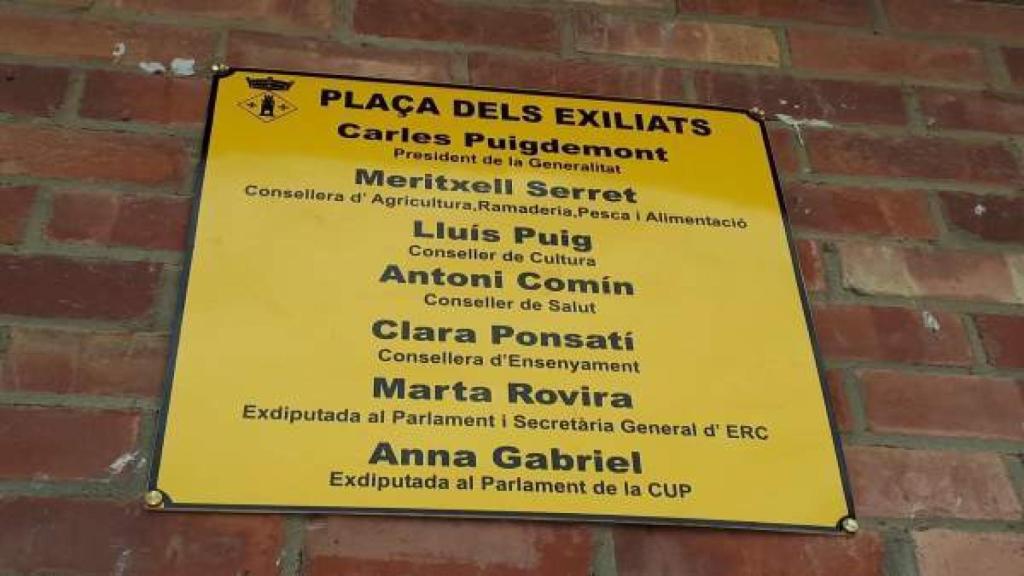 PLAÇA DELS EXILIATS
Carles Puigdemont
President de la Generalitat
Meritxell Serret
Consellera d' Agricultura,Ramaderia,Pesca i Alimentació
Lluís Puig
Conseller de Cultura
Antoni Comín
Conseller de Salut
Clara Ponsatí
Consellera d'Ensenyament
Marta Rovira
Exdiputada al Parlament i Secretària General d' ERC
Anna Gabriel
Exdiputada al Parlament de la CUP